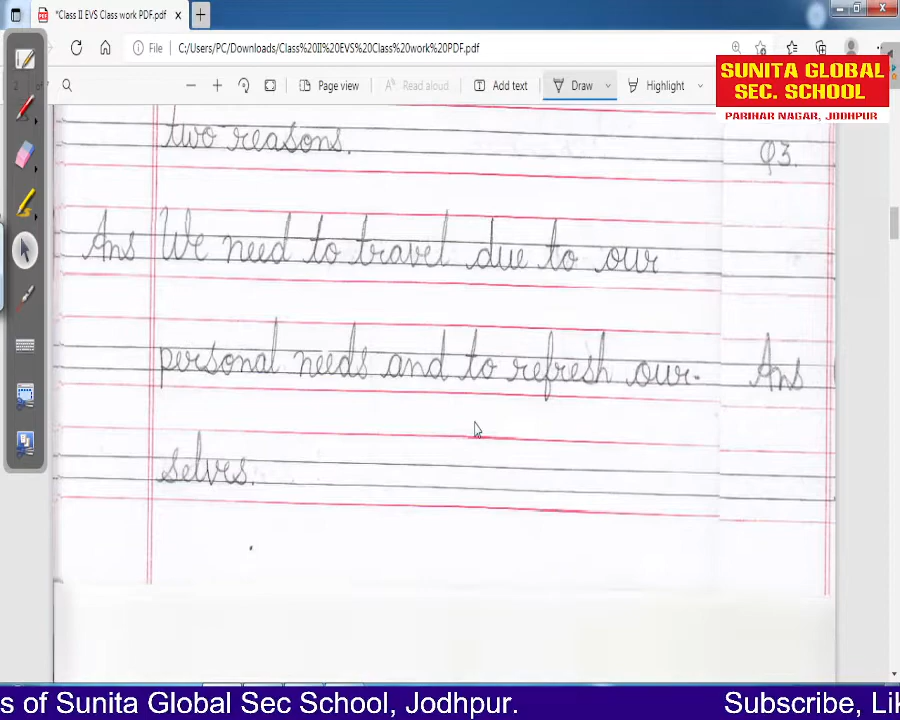 *Class II EVS Class work PDF.pdf
File C:/Users/PC/Downloads/Class%20II%20EVS%20Class%20work%20PDF.pdf
Page view Read aloud Add text Draw Highlight
SUNITA GLOBAL
SEC. SCHOOL
PARIHAR NAGAR, JODHPUR
two reasons.
Q3.
Ans We need to travel due to our
personal needs and to refresh our-
Ans
selves.
s of Sunita Global Sec School, Jodhpur. Subscribe, Lik